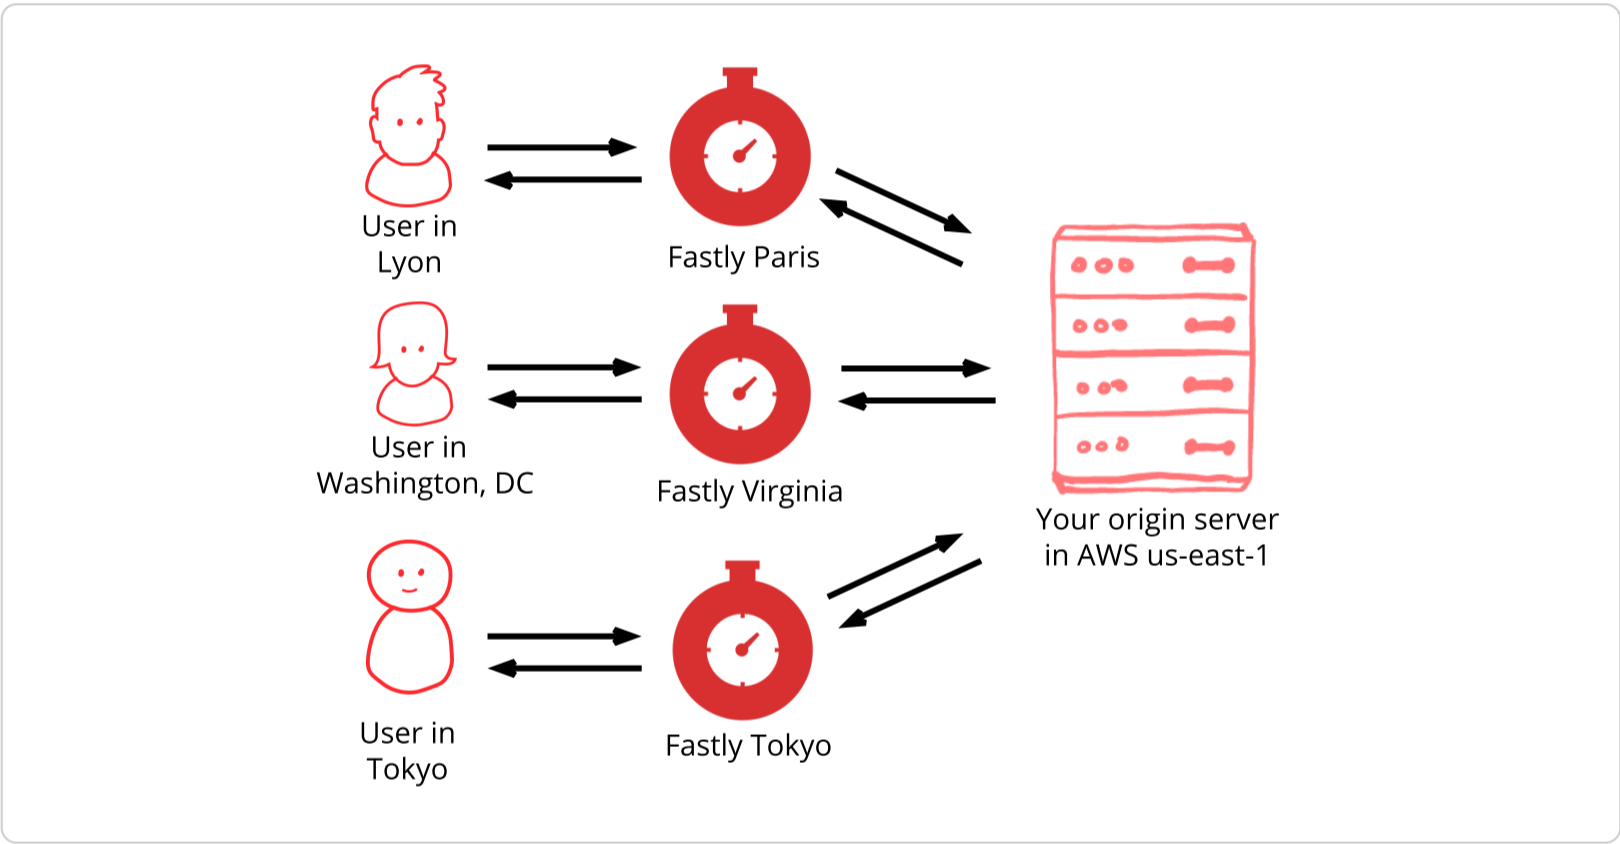 User in
Lyon
Fastly Paris
User in
Washington, DC
Fastly Virginia
Your origin server
in AWS us-east-1
User in
Tokyo
Fastly Tokyo